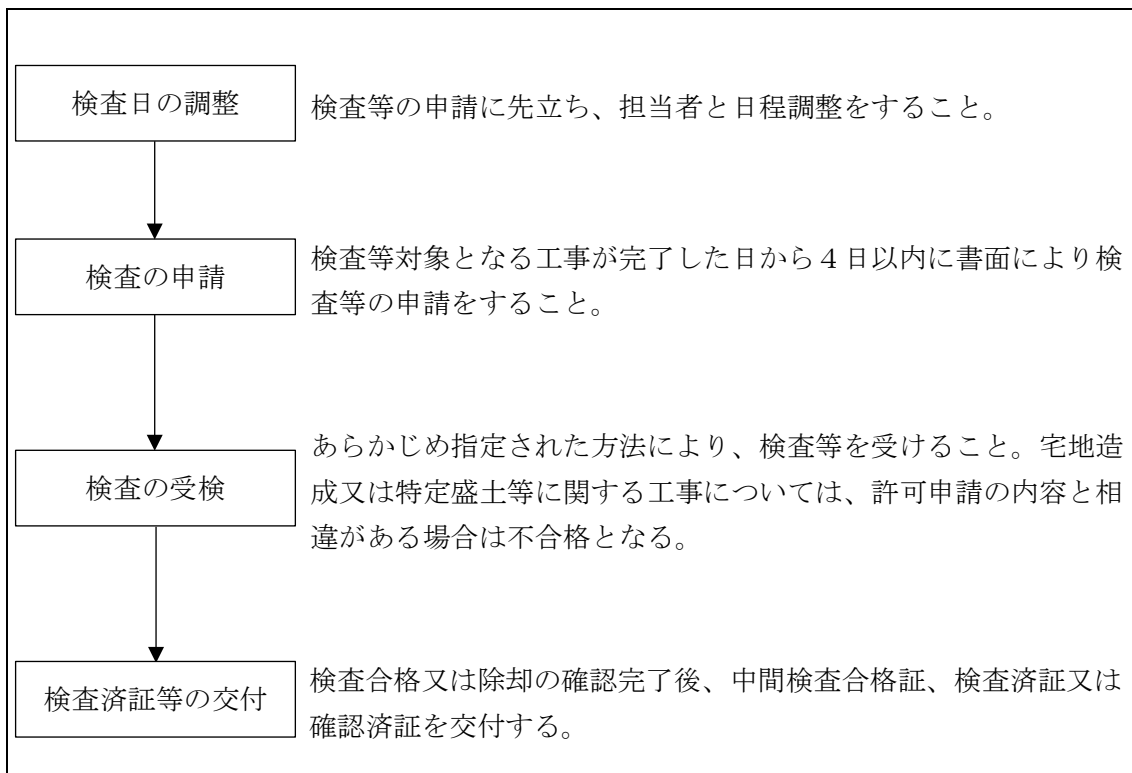 検査日の調整
検査等の申請に先立ち、担当者と日程調整をすること。
検査の申請
検査等対象となる工事が完了した日から４日以内に書面により検
査等の申請をすること。
検査の受検
あらかじめ指定された方法により、検査等を受けること。宅地造
成又は特定盛土等に関する工事については、許可申請の内容と相
違がある場合は不合格となる。
検査済証等の交付
検査合格又は除却の確認完了後、中間検査合格証、検査済証又は
確認済証を交付する。